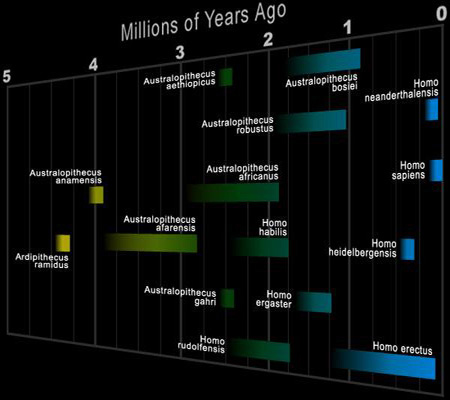 Millions of Years Ago
5
4
3
2
1
0
Australopithecus
aethiopicus
Australopithecus
bosiei
Homo
neanderthalensis
Australopithecus
robustus
Homo
sapiens
Australopithecus
anamensis
Australopithecus
africanus
Australopithecus
afarensis
Homo
habilis
Homo
heidelbergensis
Ardipithecus
ramidus
Australopithecus
gahri
Homo
ergaster
Homo
rudolfensis
Homo erectus